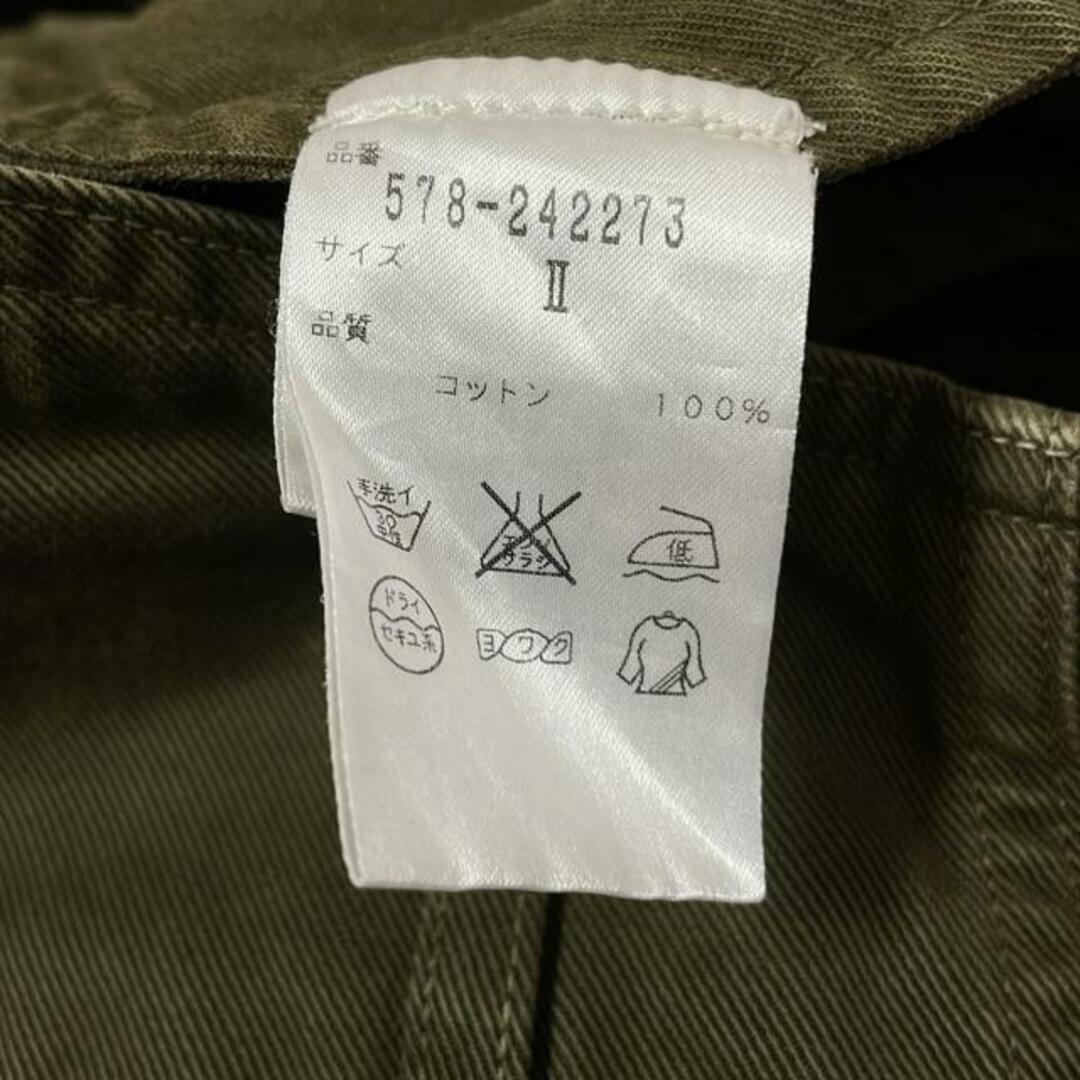 品番
578-242273
サイズ
Ⅱ
品質
コットン 100%
手洗イ
30
中性
エンソ
サラシ
低
ドライ
セキユ系
ヨワク